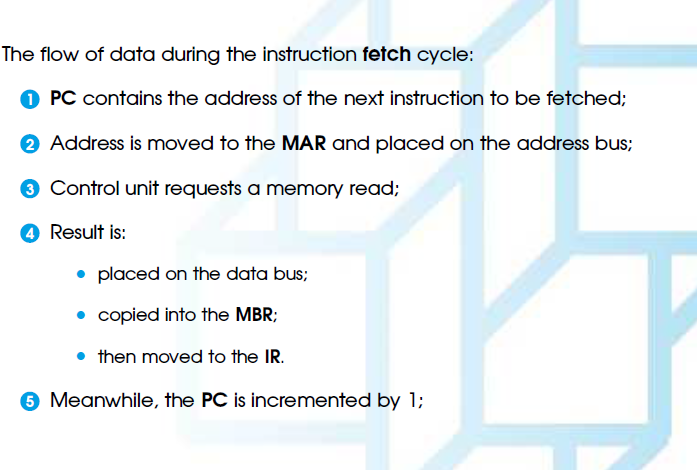 The flow of data during the instruction fetch cycle:
1 PC contains the address of the next instruction to be fetched;
2 Address is moved to the MAR and placed on the address bus;
3 Control unit requests a memory read;
4 Result is:
• placed on the data bus;
• copied into the MBR;
• then moved to the IR.
5 Meanwhile, the PC is incremented by 1;